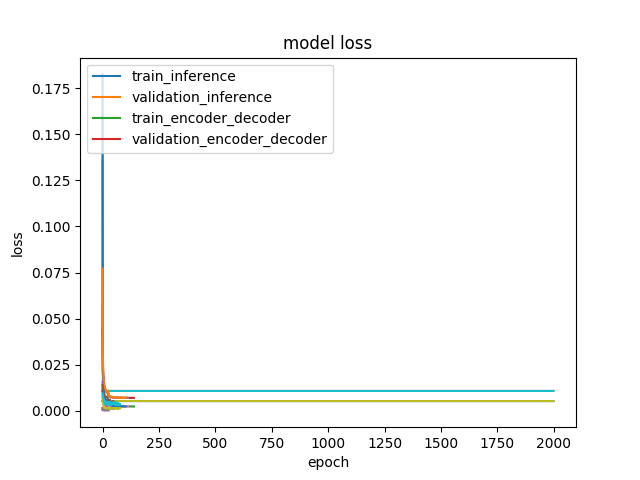 model loss
train_inference
validation_inference
train_encoder_decoder
validation_encoder_decoder
0.175
0.150
0.125
0.100
0.075
0.050
0.025
0.000
loss
0 250 500 750 1000 1250 1500 1750 2000
epoch